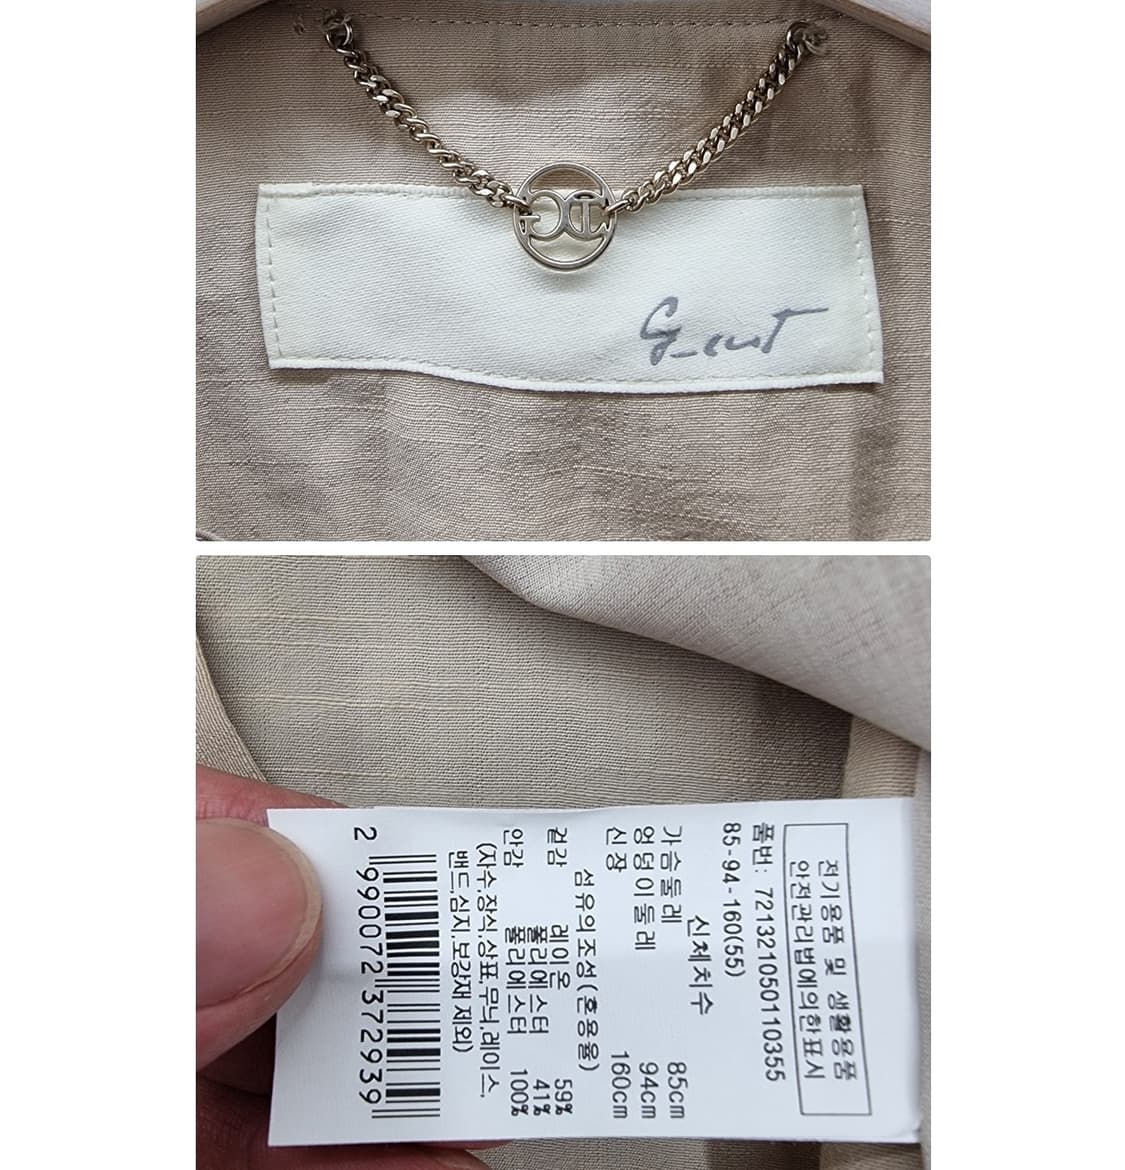 G_cut
전기용품 및 생활용품
안전관리법에의한표시
품번: 721321050110355
85-94-160(55)
신체치수
가슴둘레 85cm
엉덩이둘레 94cm
신장 160cm
섬유의조성(혼용율)
겉감 레이온 59%
폴리에스터 41%
안감 폴리에스터 100%
(자수,장식,상표,무늬,레이스,
밴드,심지,보강재 제외)
2 990072 372939